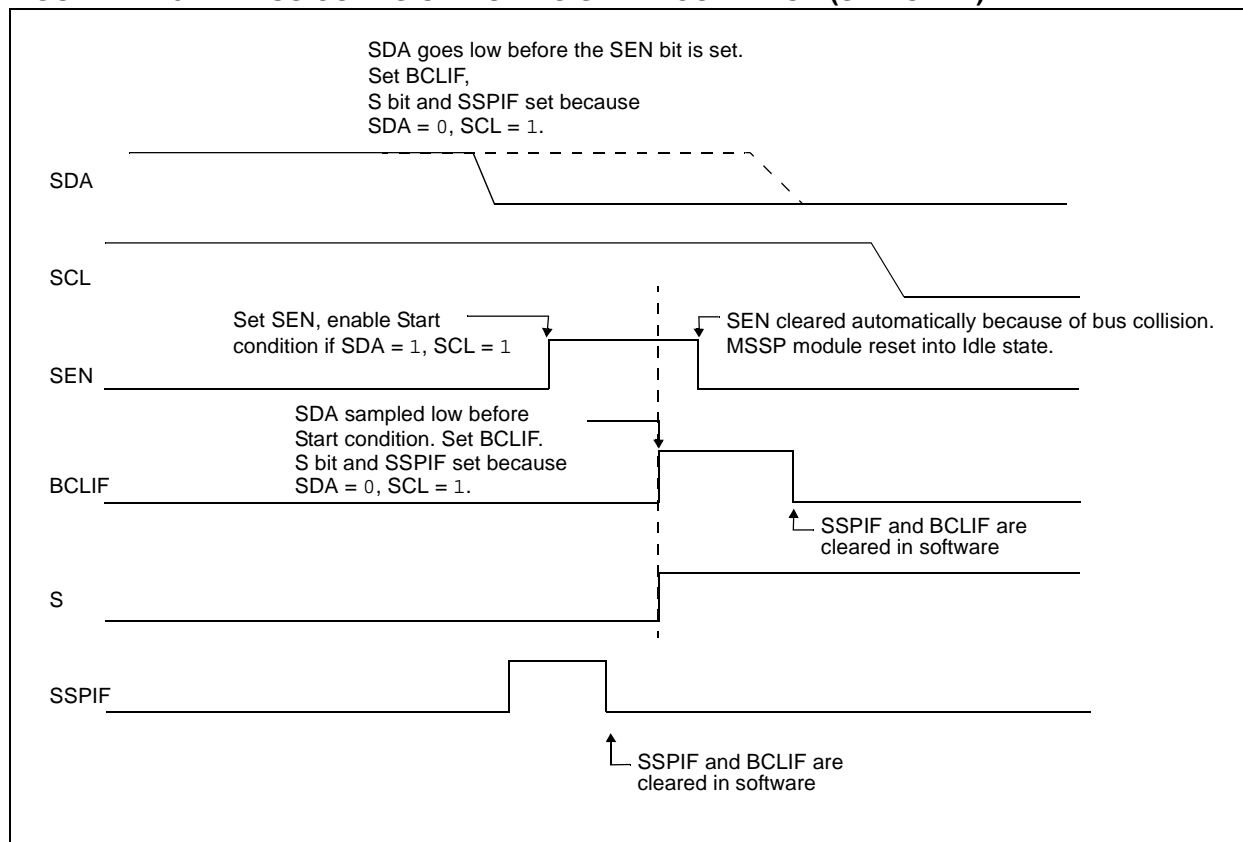 SDA goes low before the SEN bit is set.
Set BCLIF,
S bit and SSPIF set because
SDA = 0, SCL = 1.
SDA
SCL
Set SEN, enable Start
condition if SDA = 1, SCL = 1
SEN cleared automatically because of bus collision.
MSSP module reset into Idle state.
SEN
SDA sampled low before
Start condition. Set BCLIF.
S bit and SSPIF set because
SDA = 0, SCL = 1.
BCLIF
SSPIF and BCLIF are
cleared in software
S
SSPIF
SSPIF and BCLIF are
cleared in software